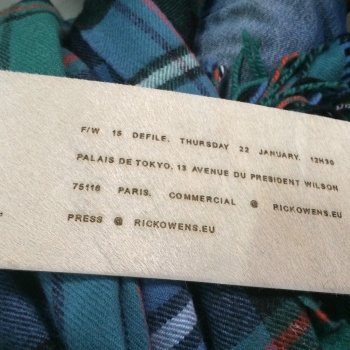 F/W 15 DEFILE, THURSDAY 22 JANUARY, 12H30
PALAIS DE TOKYO, 13 AVENUE DU PRESIDENT WILSON
75116 PARIS, COMMERCIAL @ RICKOWENS.EU
PRESS @ RICKOWENS.EU